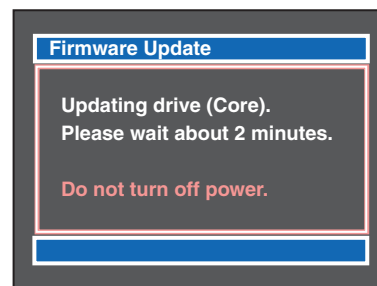 Firmware Update
Updating drive (Core).
Please wait about 2 minutes.
Do not turn off power.